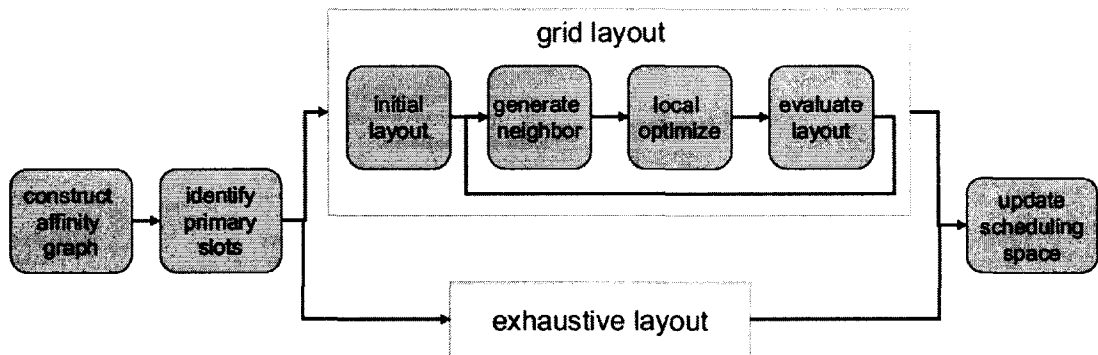 grid layout
initial
layout
generate
neighbor
local
optimize
evaluate
layout
construct
affinity
graph
identify
primary
slots
update
scheduling
space
exhaustive layout